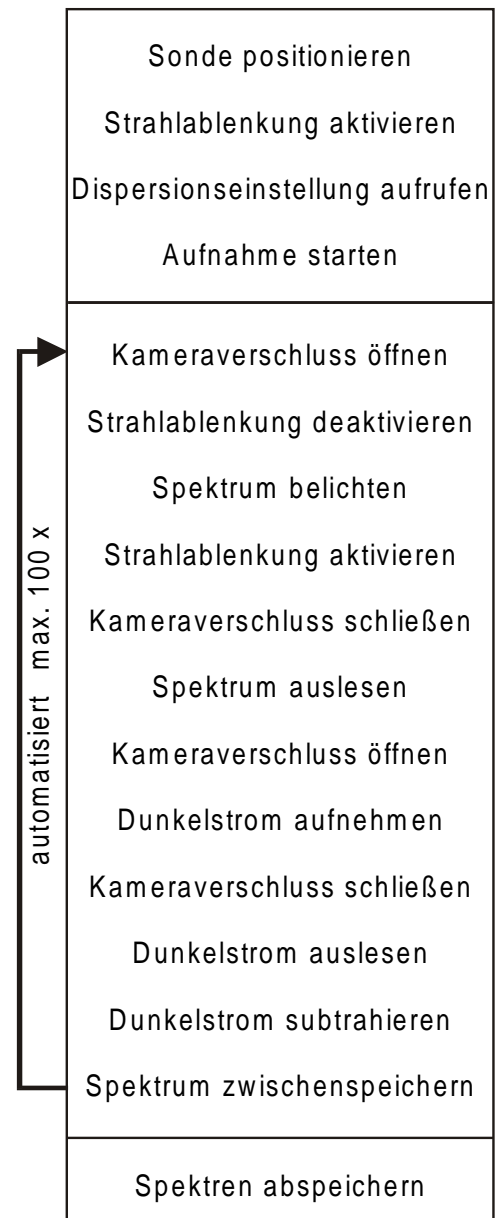 Sonde positionieren
Strahlablenkung aktivieren
Dispersionseinstellung aufrufen
Aufnahme starten
automatisiert max. 100 x
Kameraverschluss öffnen
Strahlablenkung deaktivieren
Spektrum belichten
Strahlablenkung aktivieren
Kameraverschluss schließen
Spektrum auslesen
Kameraverschluss öffnen
Dunkelstrom aufnehmen
Kameraverschluss schließen
Dunkelstrom auslesen
Dunkelstrom subtrahieren
Spektrum zwischenspeichern
Spektren abspeichern